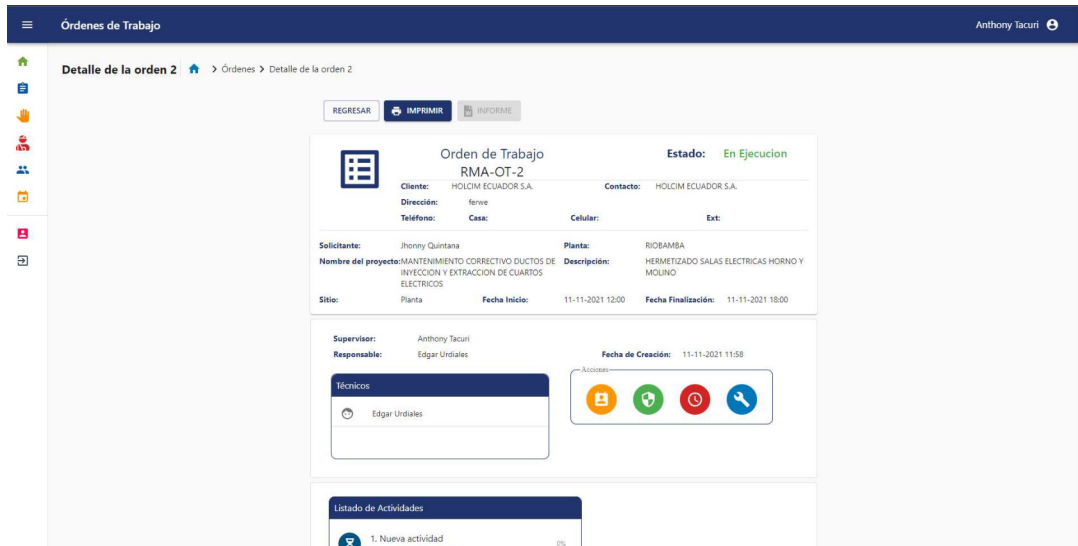 Órdenes de Trabajo
Anthony Tacuri
Detalle de la orden 2 > Órdenes > Detalle de la orden 2
REGRESAR
IMPRIMIR
INFORME
Orden de Trabajo
RMA-OT-2
Estado: En Ejecucion
Cliente: HOLCIM ECUADOR S.A. Contacto: HOLCIM ECUADOR S.A.
Dirección: ferwe
Teléfono: Casa: Celular: Ext:
Solicitante: Jhonny Quintana Planta: RIOBAMBA
Nombre del proyecto: MANTENIMIENTO CORRECTIVO DUCTOS DE Descripción: HERMETIZADO SALAS ELECTRICAS HORNO Y
INYECCION Y EXTRACCION DE CUARTOS MOLINO
ELECTRICOS
Sitio: Planta Fecha Inicio: 11-11-2021 12:00 Fecha Finalización: 11-11-2021 18:00
Supervisor: Anthony Tacuri
Responsable: Edgar Urdiales Fecha de Creación: 11-11-2021 11:58
Acciones
Técnicos
Edgar Urdiales
Listado de Actividades
1. Nueva actividad
0%